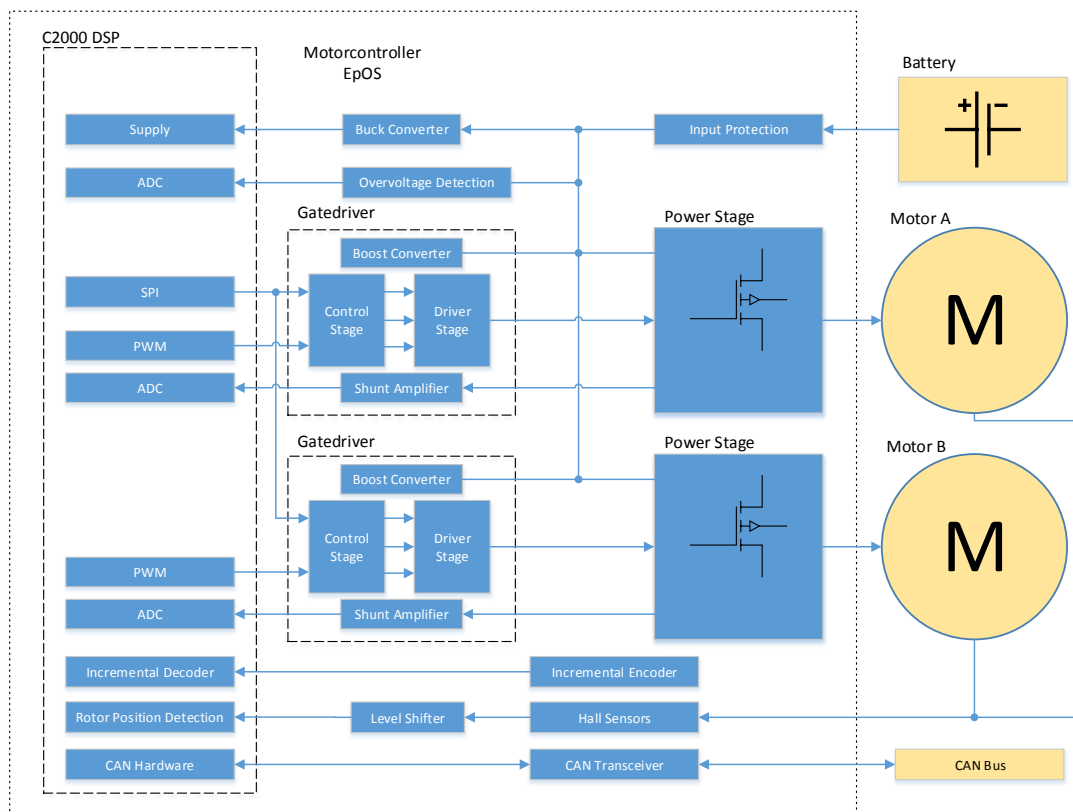 C2000 DSP
Motorcontroller
EpOS
Battery
Supply
Buck Converter
Input Protection
+
−
ADC
Overvoltage Detection
Gatedriver
Power Stage
Motor A
Boost Converter
SPI
Control
Stage
Driver
Stage
M
PWM
ADC
Shunt Amplifier
Gatedriver
Power Stage
Motor B
Boost Converter
Control
Stage
Driver
Stage
M
PWM
ADC
Shunt Amplifier
Incremental Decoder
Incremental Encoder
Rotor Position Detection
Level Shifter
Hall Sensors
CAN Hardware
CAN Transceiver
CAN Bus